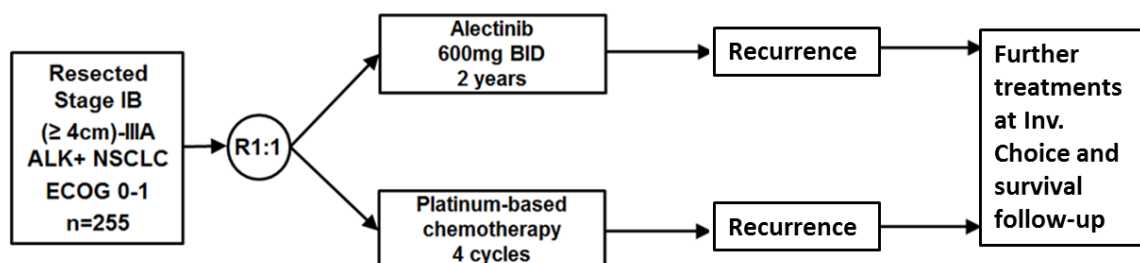 Resected
Stage IB
(≥ 4cm)-IIIA
ALK+ NSCLC
ECOG 0-1
n=255
R1:1
Alectinib
600mg BID
2 years
Recurrence
Platinum-based
chemotherapy
4 cycles
Recurrence
Further
treatments
at Inv.
Choice and
survival
follow-up